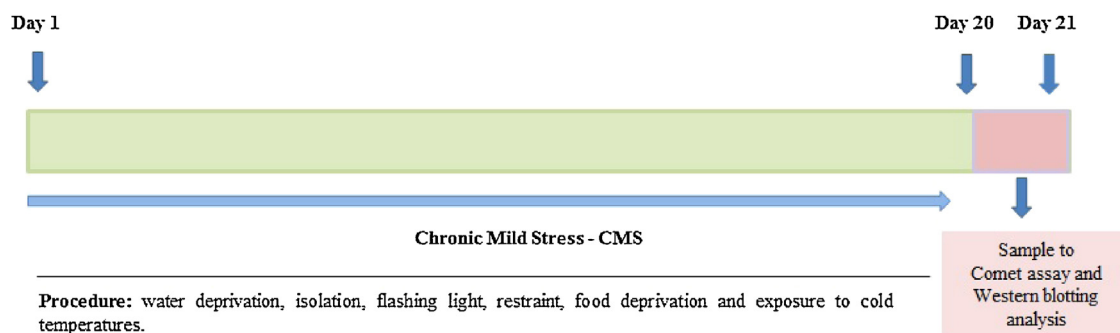 Day 1
Day 20
Day 21
Chronic Mild Stress - CMS
Procedure: water deprivation, isolation, flashing light, restraint, food deprivation and exposure to cold
temperatures.
Sample to
Comet assay and
Western blotting
analysis